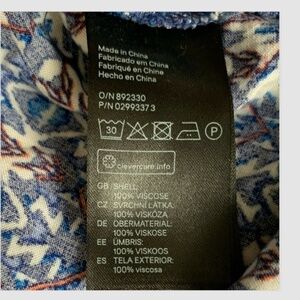 Made in China
Fabricado em China
Fabriqué en Chine
Hecho en China
O/N 892330
P/N 02993373
30
P
clevercare.info
GB SHELL:
100% VISCOSE
CZ SVRCHNÍ LÁTKA:
100% VISKÓZA
DE OBERMATERIAL:
100% VISKOSE
EE ÜMBRIS:
100% VISKOOS
ES TELA EXTERIOR:
100% viscosa